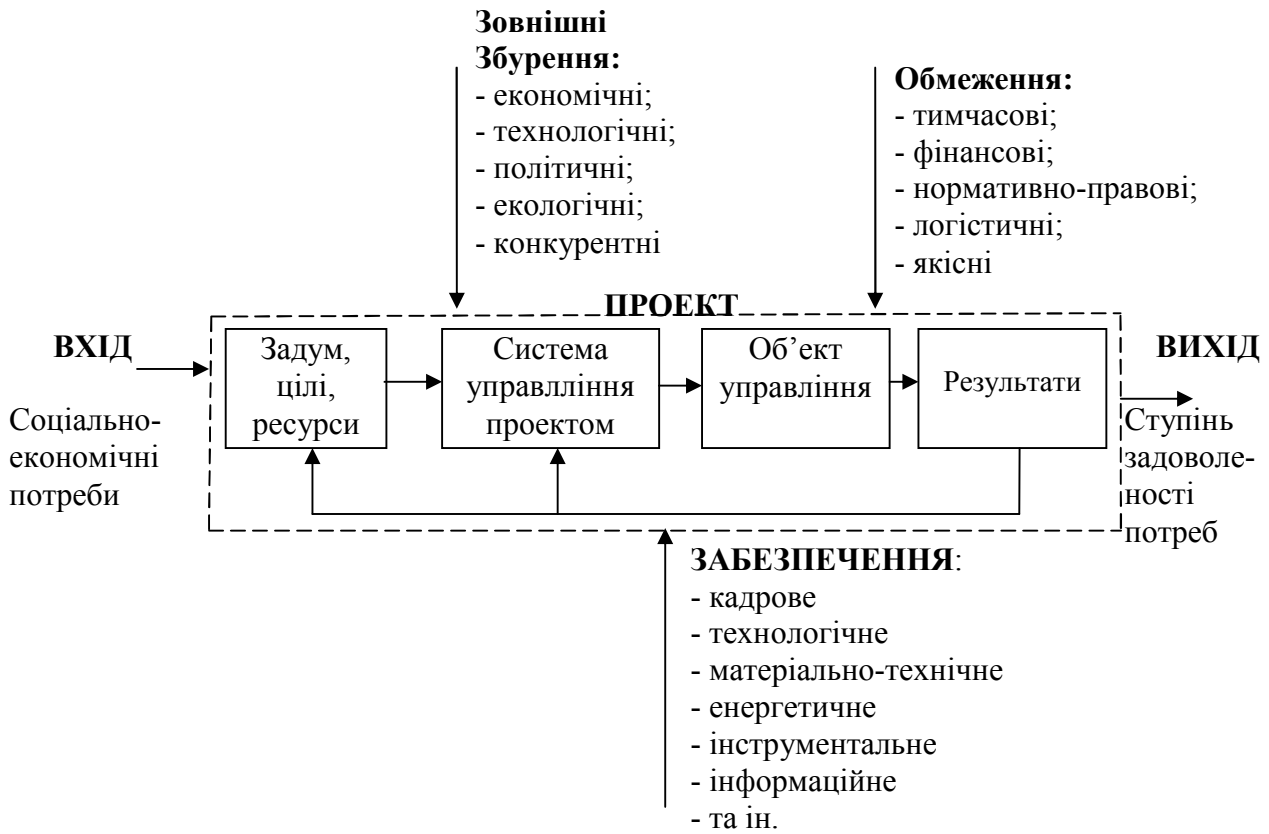 Зовнішні
Збурення:
- економічні;
- технологічні;
- політичні;
- екологічні;
- конкурентні
Обмеження:
- тимчасові;
- фінансові;
- нормативно-правові;
- логістичні;
- якісні
ПРОЕКТ
ВХІД
Соціально-
економічні
потреби
Задум,
цілі,
ресурси
Система
управлління
проектом
Об’ект
управління
Результати
ВИХІД
Ступінь
задоволе-
ності
потреб
ЗАБЕЗПЕЧЕННЯ:
- кадрове
- технологічне
- матеріально-технічне
- енергетичне
- інструментальне
- інформаційне
- та ін.